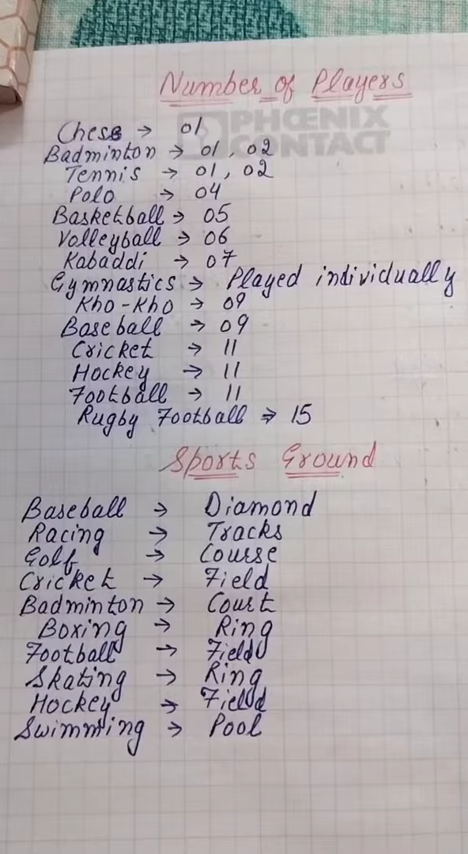 Number of Players
PHOENIX
CONTACT
Chess → 01
Badminton → 01, 02
Tennis → 01, 02
Polo → 04
Basketball → 05
Volleyball → 06
Kabaddi → 07
Gymnastics → Played individually
Kho-Kho → 09
Baseball → 09
Cricket → 11
Hockey → 11
Football → 11
Rugby Football → 15
Sports Ground
Baseball → Diamond
Racing → Tracks
Golf → Course
Cricket → Field
Badminton → Court
Boxing → Ring
Football → Field
Skating → Ring
Hockey → Field
Swimming → Pool